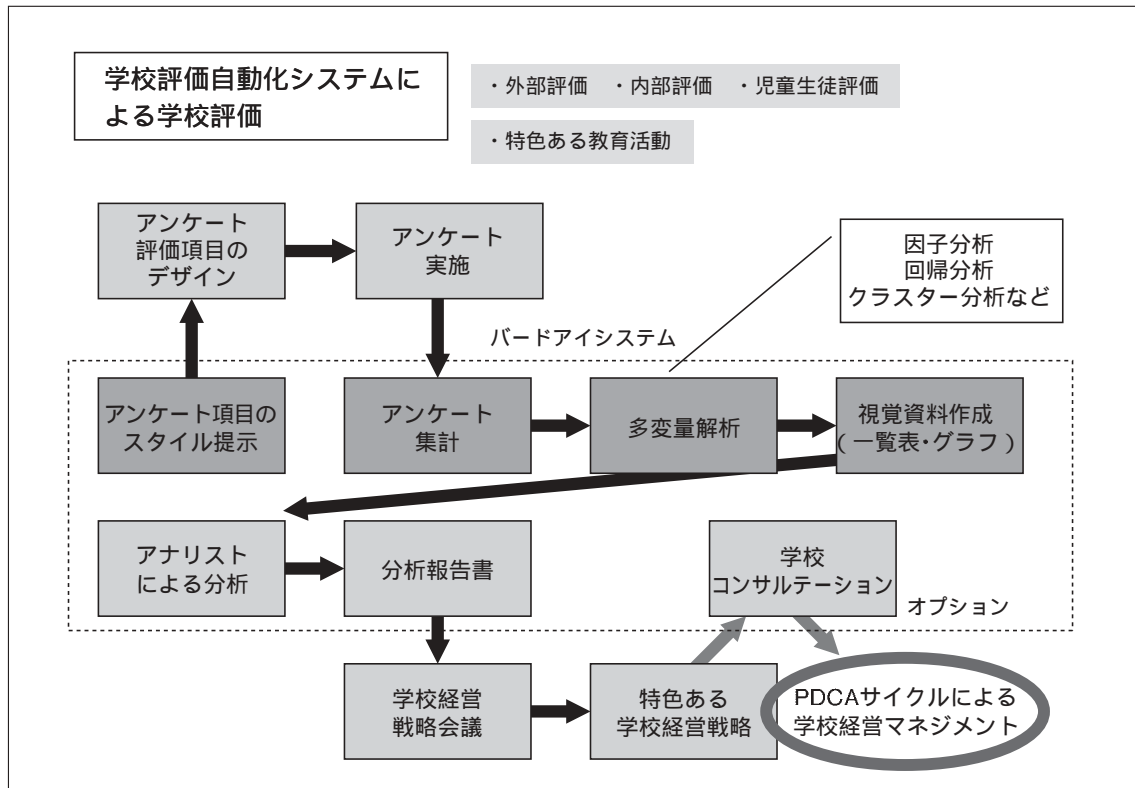 学校評価自動化システムに
よる学校評価
・外部評価 ・内部評価 ・児童生徒評価
・特色ある教育活動
アンケート
評価項目の
デザイン
アンケート
実施
因子分析
回帰分析
クラスター分析など
バードアイシステム
アンケート項目の
スタイル提示
アンケート
集計
多変量解析
視覚資料作成
(一覧表・グラフ)
アナリスト
による分析
分析報告書
学校
コンサルテーション
オプション
学校経営
戦略会議
特色ある
学校経営戦略
PDCAサイクルによる
学校経営マネジメント